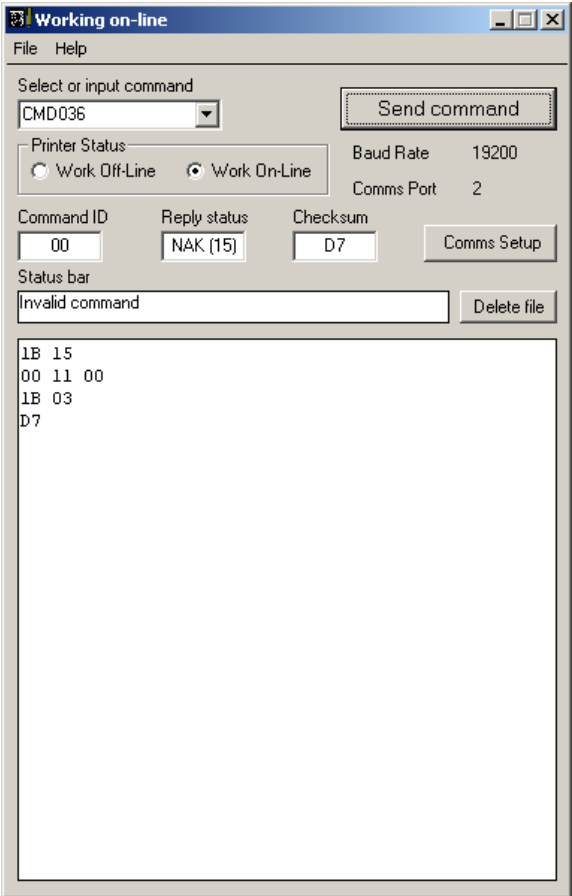 Working on-line
File Help
Select or input command
CMD036
Send command
Printer Status
Work Off-Line Work On-Line
Baud Rate 19200
Comms Port 2
Command ID Reply status Checksum
00 NAK (15) D7
Comms Setup
Status bar
Invalid command
Delete file
1B 15
00 11 00
1B 03
D7